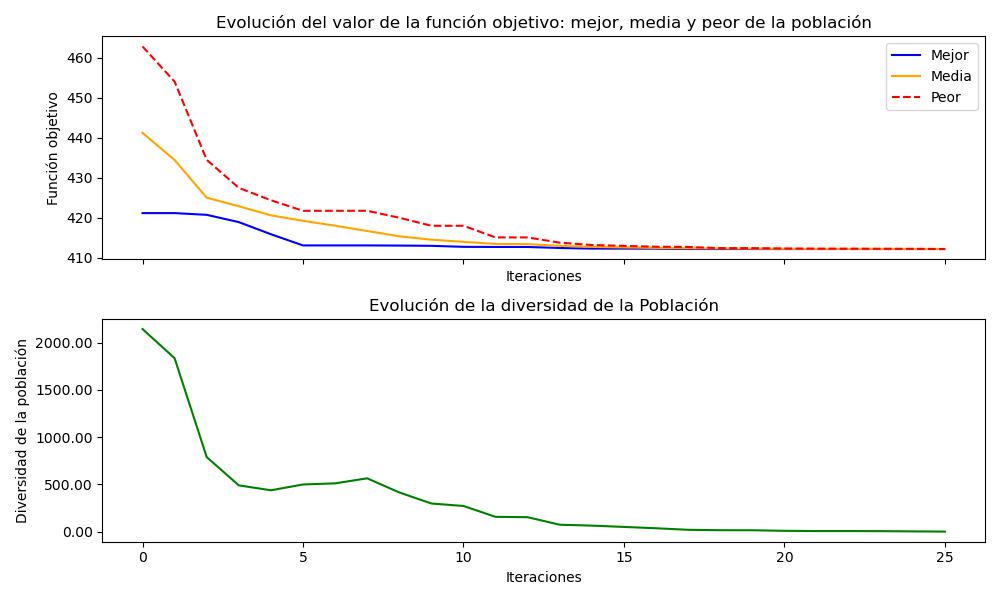 Evolución del valor de la función objetivo: mejor, media y peor de la población
Función objetivo
460
450
440
430
420
410
Mejor
Media
Peor
Iteraciones
Evolución de la diversidad de la Población
Diversidad de la población
2000.00
1500.00
1000.00
500.00
0.00
0
5
10
15
20
25
Iteraciones